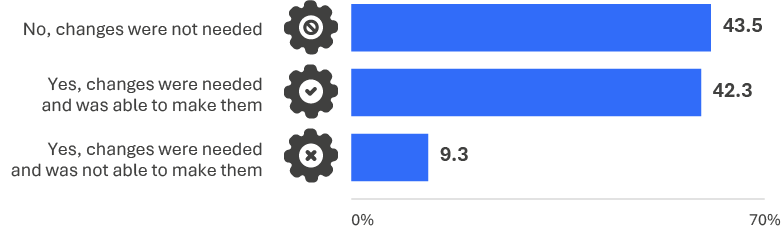 No, changes were not needed
43.5
Yes, changes were needed
and was able to make them
42.3
Yes, changes were needed
and was not able to make them
9.3
0%
70%